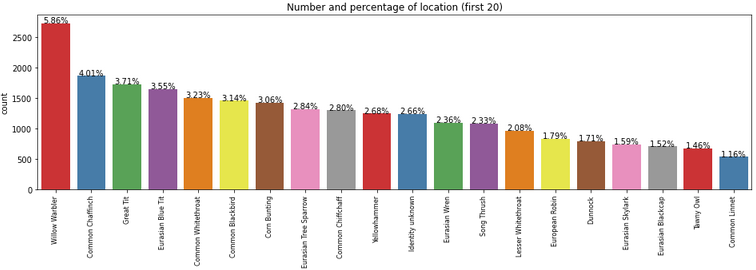 Number and percentage of location (first 20)
5.86%
4.01%
3.71%
3.55%
3.23%
3.14%
3.06%
2.84%
2.80%
2.68%
2.66%
2.36%
2.33%
2.08%
1.79%
1.71%
1.59%
1.52%
1.46%
1.16%
count
2500
2000
1500
1000
500
0
Willow Warbler
Common Chaffinch
Great Tit
Eurasian Blue Tit
Common Whitethroat
Common Blackbird
Corn Bunting
Eurasian Tree Sparrow
Common Chiffchaff
Yellowhammer
Identity unknown
Eurasian Wren
Song Thrush
Lesser Whitethroat
European Robin
Dunnock
Eurasian Skylark
Eurasian Blackcap
Tawny Owl
Common Linnet